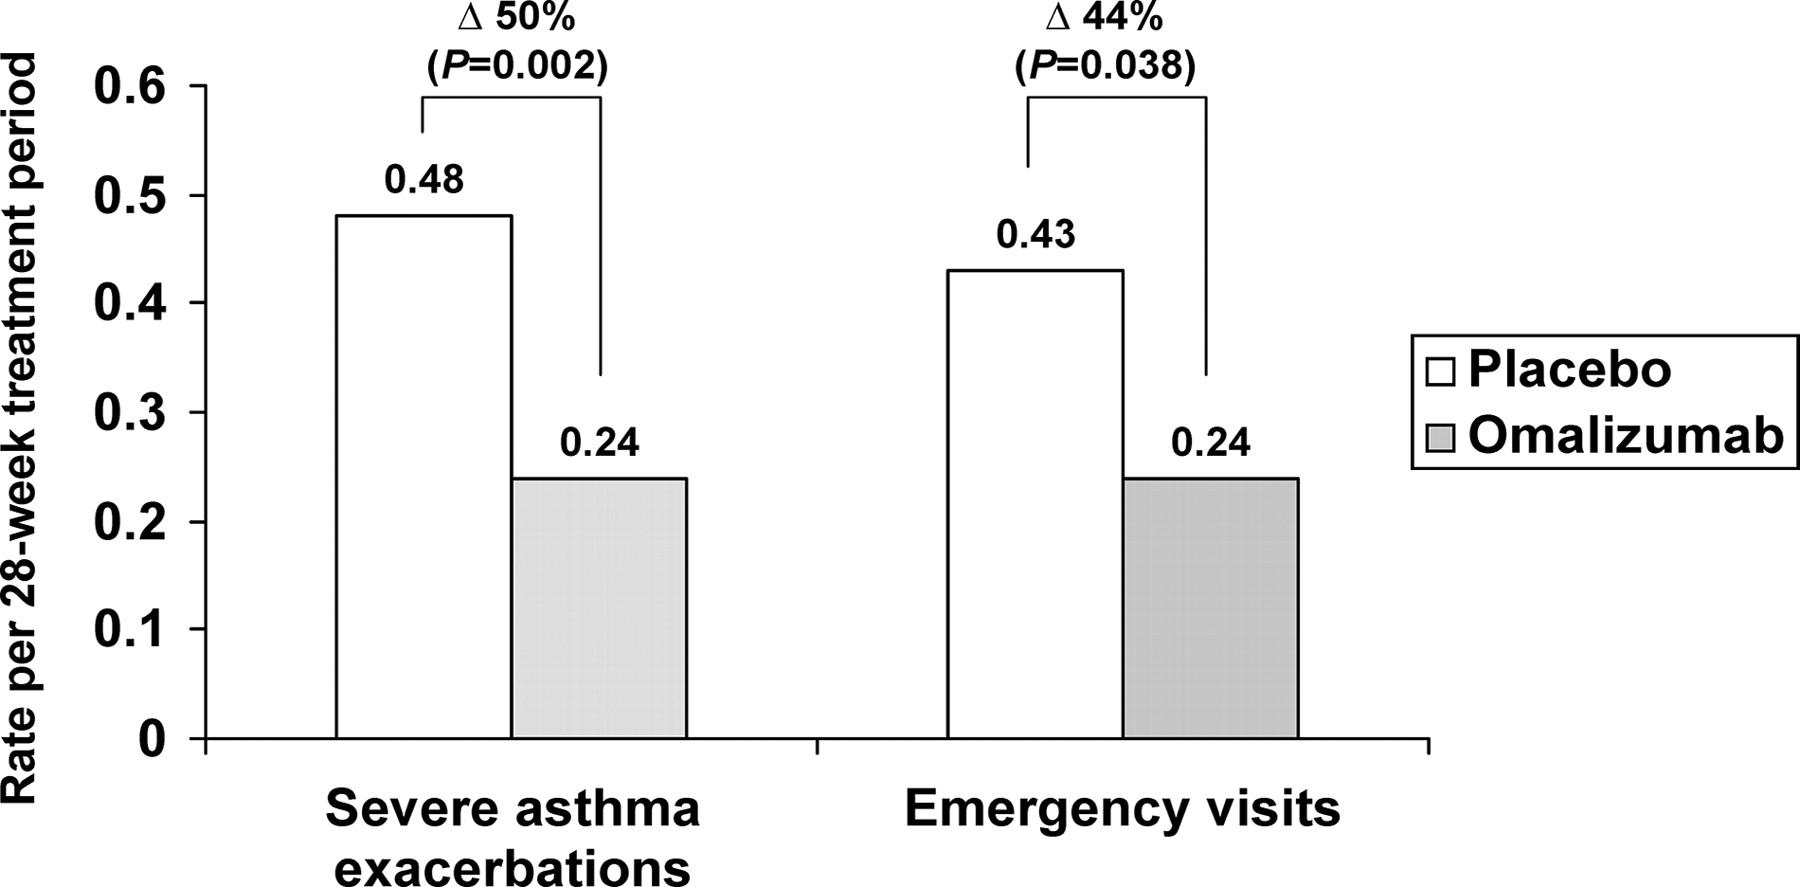 Δ 50%
(P=0.002)
Δ 44%
(P=0.038)
Rate per 28-week treatment period
0.6
0.5
0.4
0.3
0.2
0.1
0
0.48
0.24
0.43
0.24
Placebo
Omalizumab
Severe asthma
exacerbations
Emergency visits